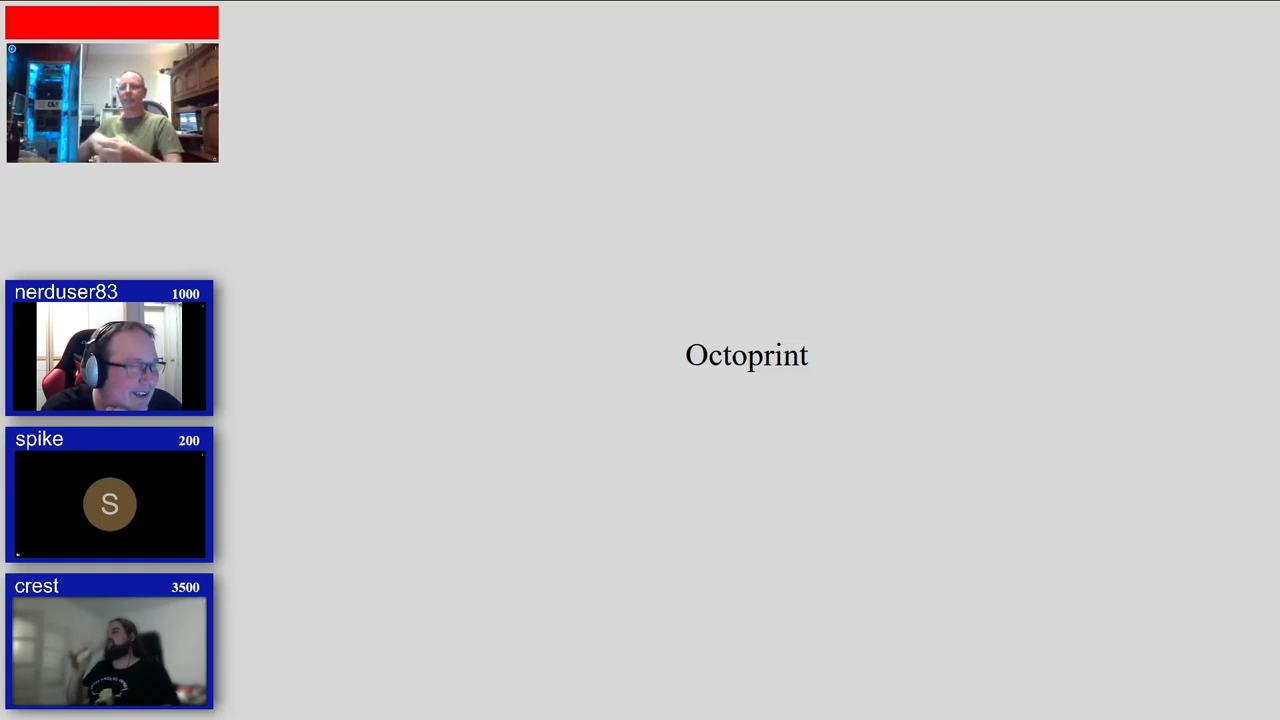 nerduser83 1000
Octoprint
spike 200
S
crest 3500